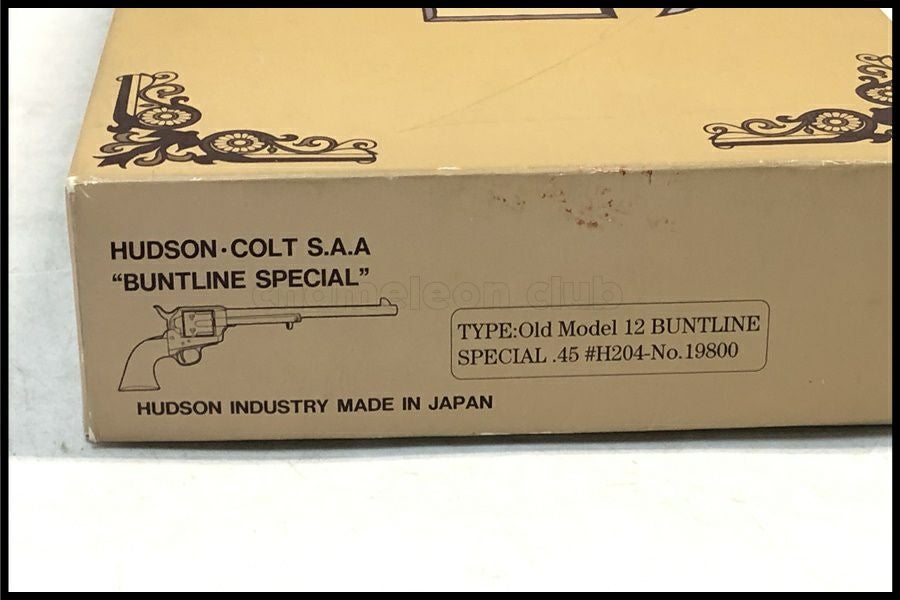 HUDSON·COLT S.A.A
“BUNTLINE SPECIAL”
chameleon club
TYPE:Old Model 12 BUNTLINE
SPECIAL .45 #H204-No.19800
HUDSON INDUSTRY MADE IN JAPAN